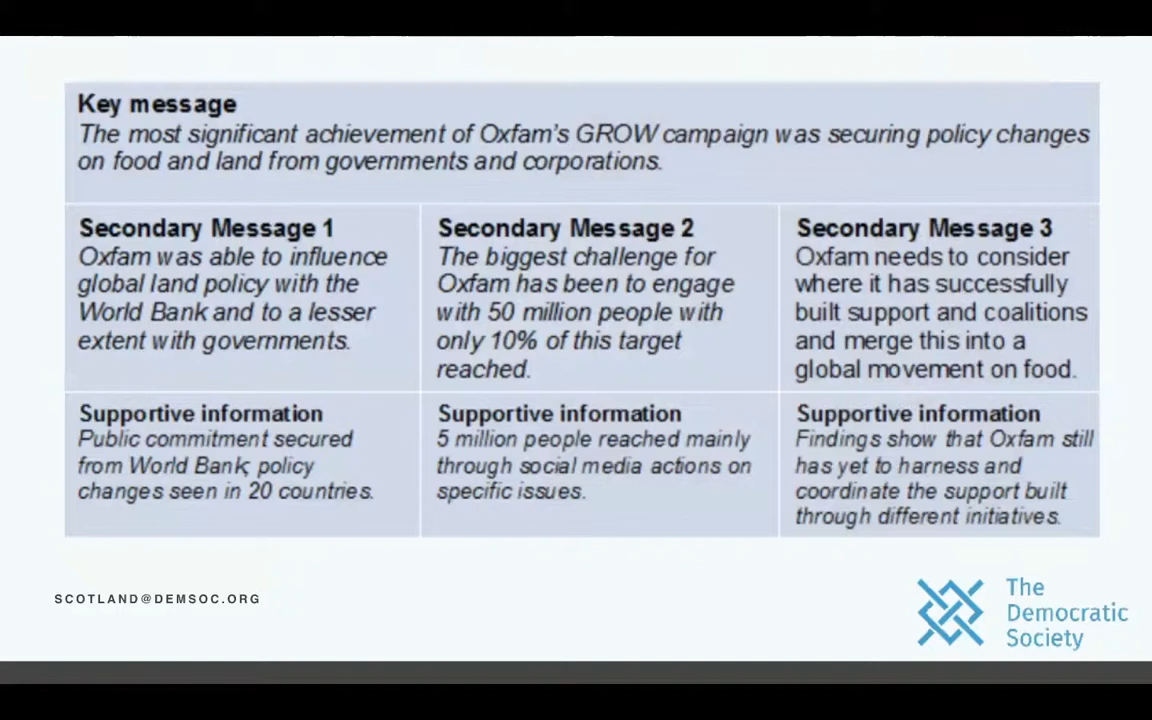 Key message
The most significant achievement of Oxfam's GROW campaign was securing policy changes
on food and land from governments and corporations.
Secondary Message 1
Oxfam was able to influence
global land policy with the
World Bank and to a lesser
extent with governments.
Secondary Message 2
The biggest challenge for
Oxfam has been to engage
with 50 million people with
only 10% of this target
reached.
Secondary Message 3
Oxfam needs to consider
where it has successfully
built support and coalitions
and merge this into a
global movement on food.
Supportive information
Public commitment secured
from World Bank; policy
changes seen in 20 countries.
Supportive information
5 million people reached mainly
through social media actions on
specific issues.
Supportive information
Findings show that Oxfam still
has yet to harness and
coordinate the support built
through different initiatives.
SCOTLAND@DEMSOC.ORG
The
Democratic
Society